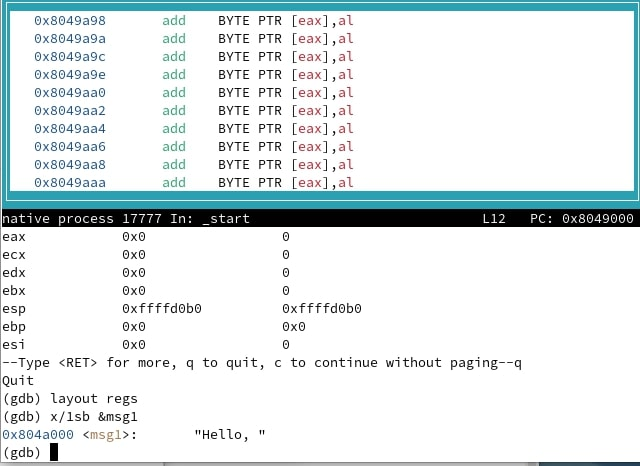 0x8049a98 add BYTE PTR [eax],al
0x8049a9a add BYTE PTR [eax],al
0x8049a9c add BYTE PTR [eax],al
0x8049a9e add BYTE PTR [eax],al
0x8049aa0 add BYTE PTR [eax],al
0x8049aa2 add BYTE PTR [eax],al
0x8049aa4 add BYTE PTR [eax],al
0x8049aa6 add BYTE PTR [eax],al
0x8049aa8 add BYTE PTR [eax],al
0x8049aaa add BYTE PTR [eax],al
native process 17777 In: _start L12 PC: 0x8049000
eax 0x0 0
ecx 0x0 0
edx 0x0 0
ebx 0x0 0
esp 0xffffd0b0 0xffffd0b0
ebp 0x0 0x0
esi 0x0 0
--Type <RET> for more, q to quit, c to continue without paging--q
Quit
(gdb) layout regs
(gdb) x/1sb &msg1
0x804a000 <msg1>: "Hello, "
(gdb)